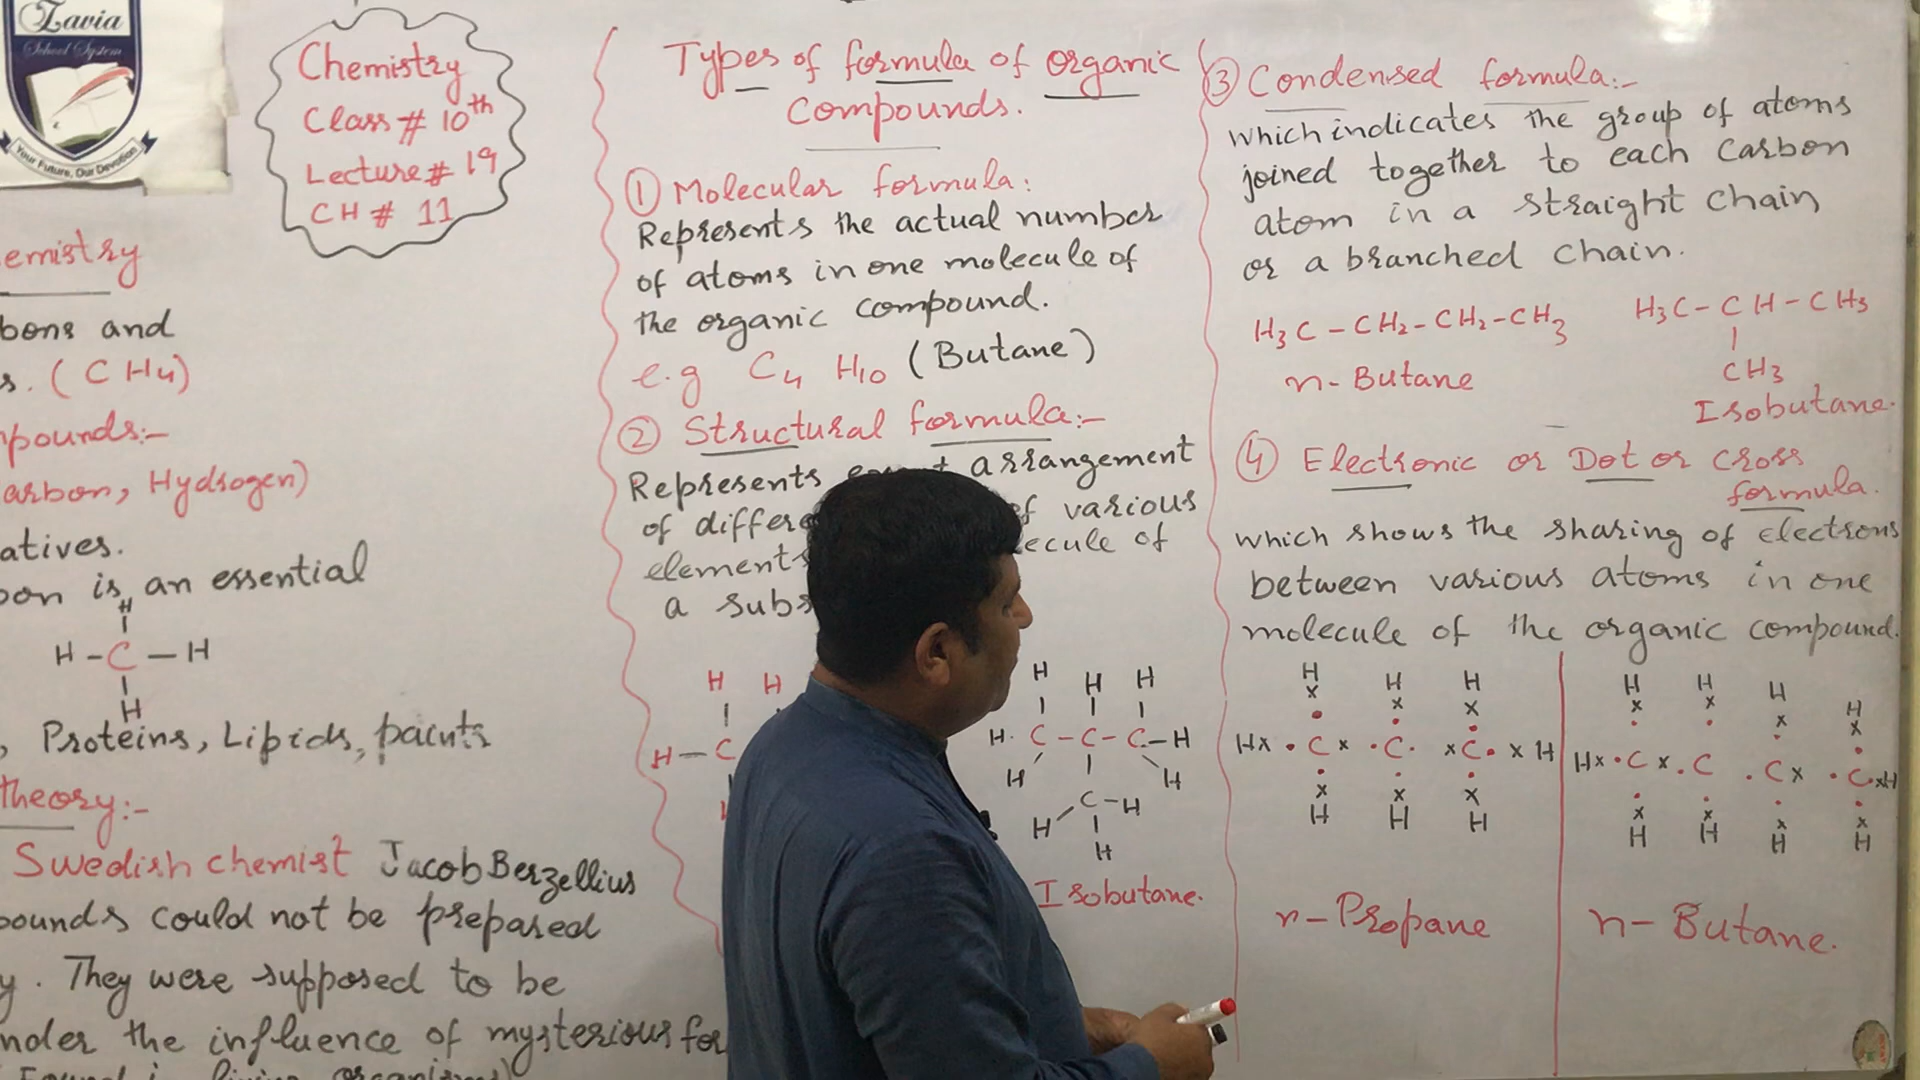 Zavia
School System
Your Future, Our Devotion
Chemistry
Class # 10th
Lecture # 19
CH # 11
emistry
bons and
s. (CH4)
pounds:-
arbon, Hydrogen)
atives.
bon is an essential
H
H - C - H
H
, Proteins, Lipids, paints
theory:-
Swedish chemist Jacob Berzellius
pounds could not be prepared
y. They were supposed to be
nder the influence of mysterious for
Types of formula of organic
compounds.
① Molecular formula:
Represents the actual number
of atoms in one molecule of
the organic compound.
e.g C4 H10 (Butane)
② Structural formula:-
Represents arrangement
of differe of various
elements ecule of
a subs
H H
H - C
H H H
H - C - C - C - H
H H
C - H
H
H
Isobutane.
③ Condensed formula:-
which indicates the group of atoms
joined together to each carbon
atom in a straight chain
or a branched chain.
H3C - CH2 - CH2 - CH3
n- Butane
H3C - CH - CH3
CH3
Isobutane.
④ Electronic or Dot or cross
formula.
which shows the sharing of electrons
between various atoms in one
molecule of the organic compound.
H H H
x x x
• • •
Hx • C x • C • x C • x H
• • •
x x x
H H H
n- Propane
H H H H
x x x x
• • • •
Hx • C x . C . C x • C • xH
• • • •
x x x x
H H H H
n- Butane.